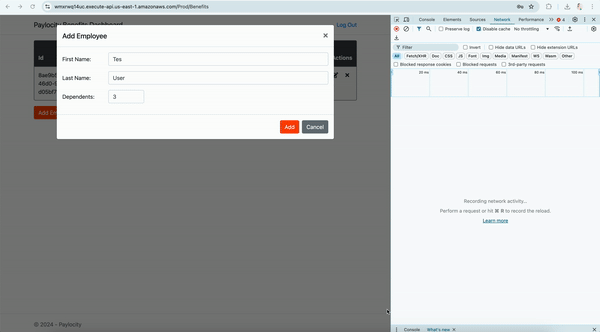 wmxrwq14uc.execute-api.us-east-1.amazonaws.com/Prod/Benefits
Paylocity Benefits Dashboard
Log Out
Add Employee
First Name: Tes
Last Name: User
Dependents: 3
Add Cancel
Id
Actions
Add Em
© 2024 - Paylocity
Console Elements Sources Network Performance
Preserve log Disable cache No throttling
Filter Invert Hide data URLs Hide extension URLs
All Fetch/XHR Doc CSS JS Font Img Media Manifest WS Wasm Other
Blocked response cookies Blocked requests 3rd-party requests
20 ms 40 ms 60 ms 80 ms 100 ms
Recording network activity...
Perform a request or hit ⌘ R to record the reload.
Learn more
Console What's new